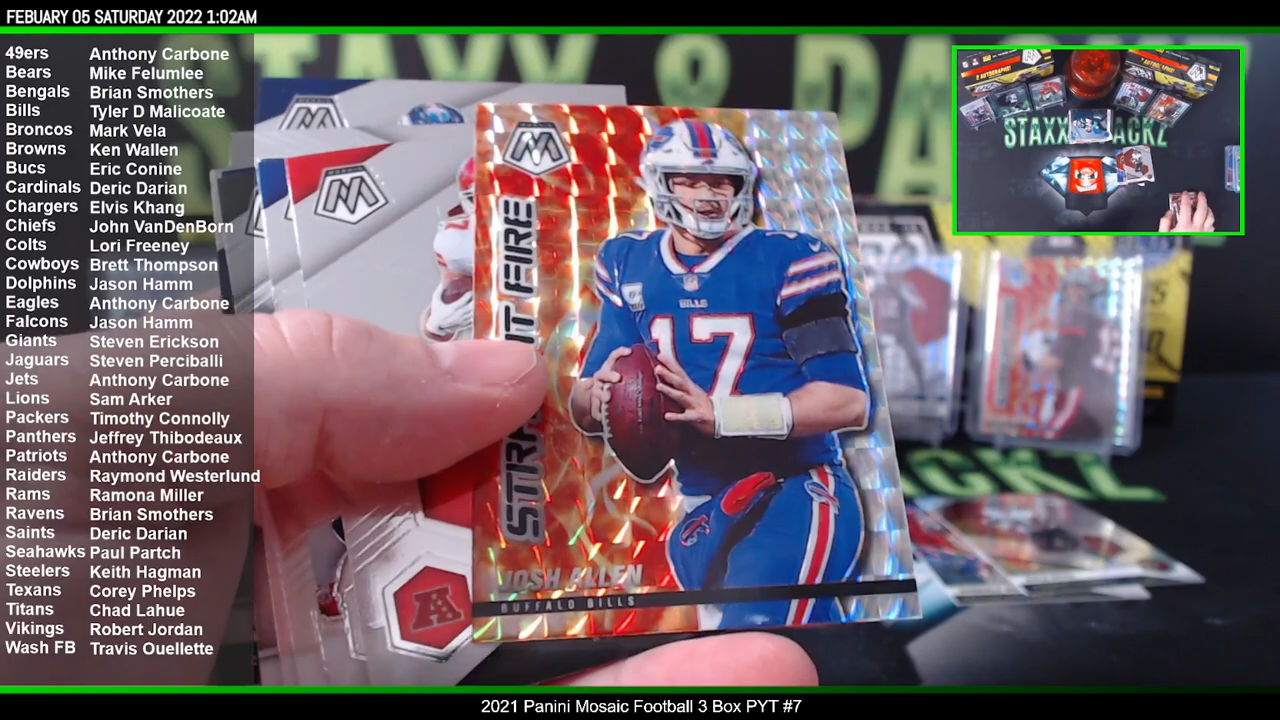 FEBUARY 05 SATURDAY 2022 1:02AM
49ers Anthony Carbone
Bears Mike Felumlee
Bengals Brian Smothers
Bills Tyler D Malicoate
Broncos Mark Vela
Browns Ken Wallen
Bucs Eric Conine
Cardinals Deric Darian
Chargers Elvis Khang
Chiefs John VanDenBorn
Colts Lori Freeney
Cowboys Brett Thompson
Dolphins Jason Hamm
Eagles Anthony Carbone
Falcons Jason Hamm
Giants Steven Erickson
Jaguars Steven Perciballi
Jets Anthony Carbone
Lions Sam Arker
Packers Timothy Connolly
Panthers Jeffrey Thibodeaux
Patriots Anthony Carbone
Raiders Raymond Westerlund
Rams Ramona Miller
Ravens Brian Smothers
Saints Deric Darian
Seahawks Paul Partch
Steelers Keith Hagman
Texans Corey Phelps
Titans Chad Lahue
Vikings Robert Jordan
Wash FB Travis Ouellette
BILLS
17
JOSH ALLEN
BUFFALO BILLS
A
2021 Panini Mosaic Football 3 Box PYT #7